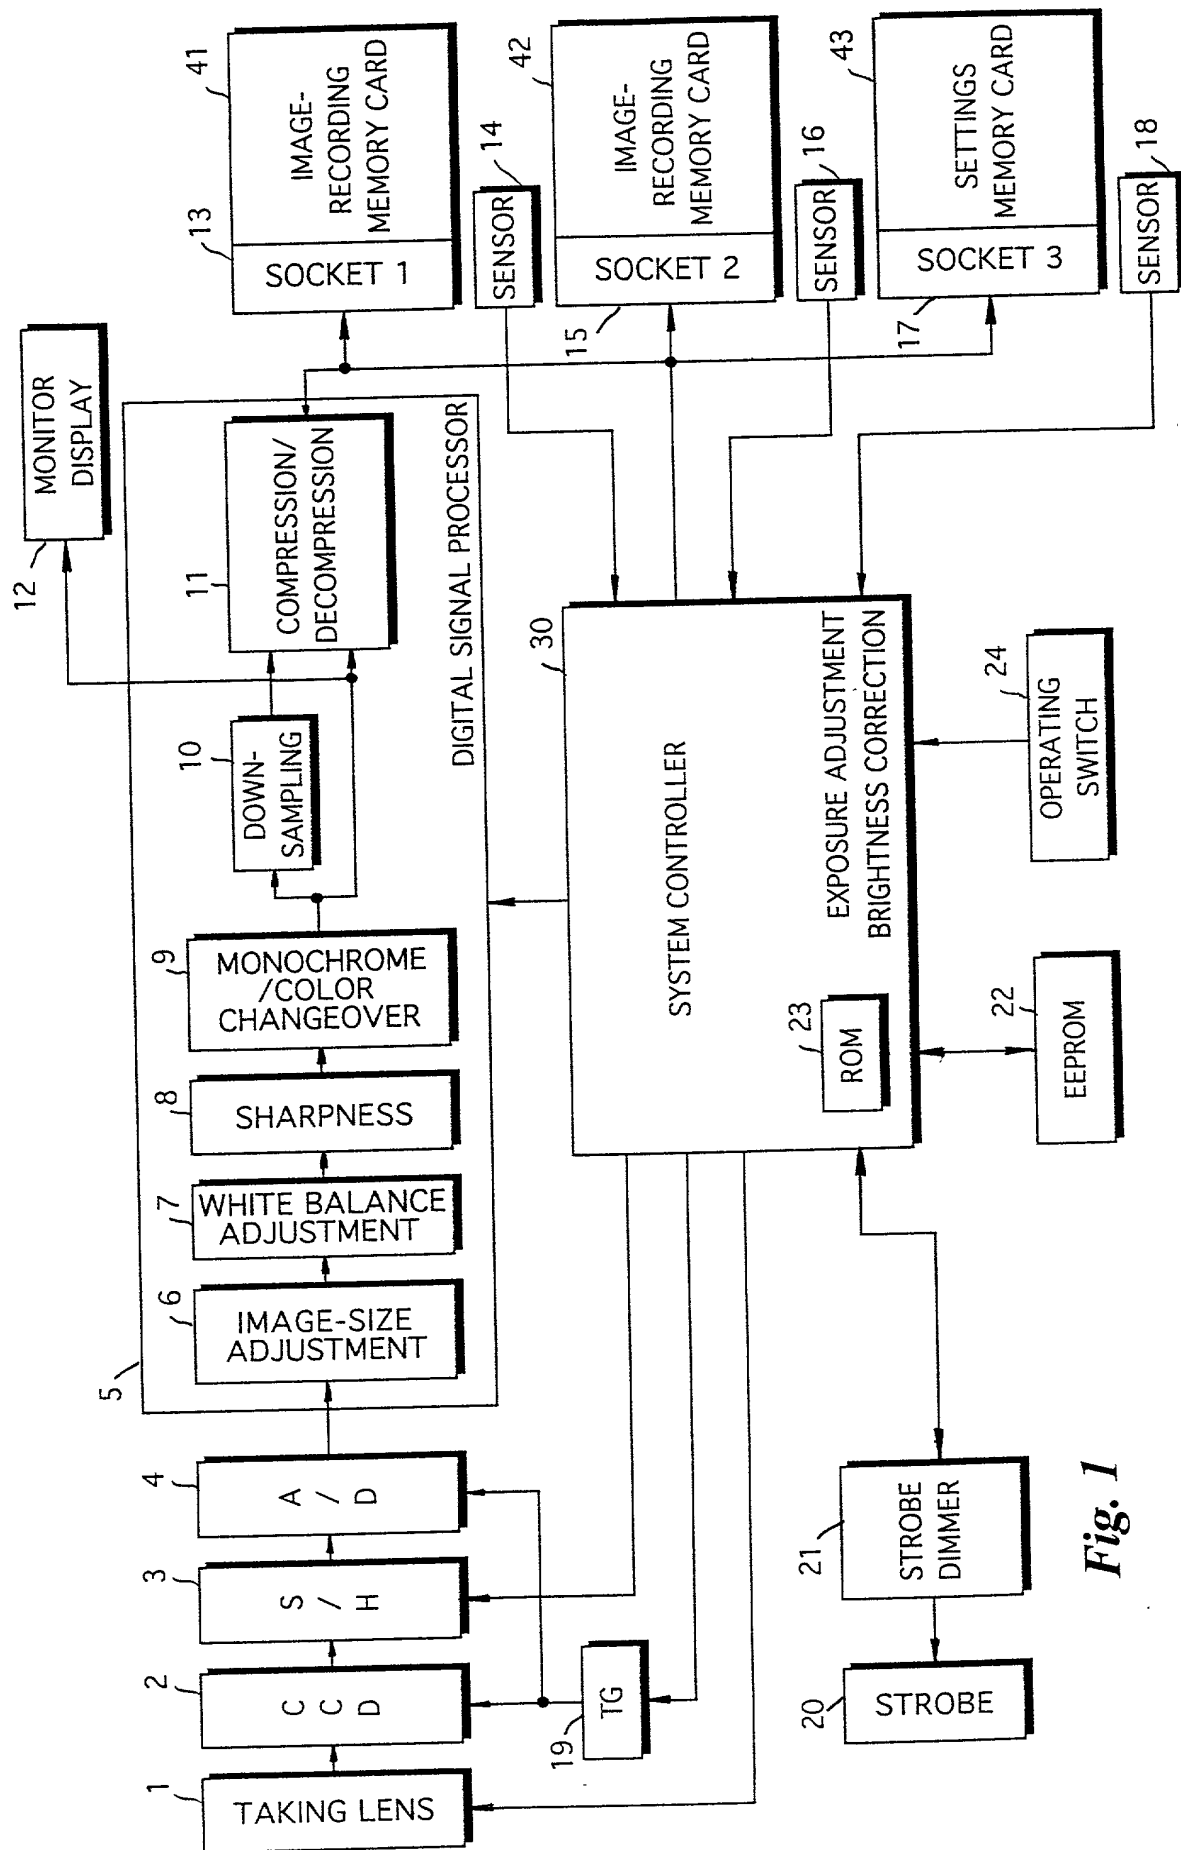 1
TAKING LENS
2
C
C
D
3
S
/
H
4
A
/
D
5
6
IMAGE-SIZE
ADJUSTMENT
7
WHITE BALANCE
ADJUSTMENT
8
SHARPNESS
9
MONOCHROME
/COLOR
CHANGEOVER
10
DOWN-
SAMPLING
11
COMPRESSION/
DECOMPRESSION
DIGITAL SIGNAL PROCESSOR
12
MONITOR
DISPLAY
13
SOCKET 1
41
IMAGE-
RECORDING
MEMORY CARD
SENSOR
14
15
SOCKET 2
42
IMAGE-
RECORDING
MEMORY CARD
SENSOR
16
17
SOCKET 3
43
SETTINGS
MEMORY CARD
SENSOR
18
19
TG
30
SYSTEM CONTROLLER
EXPOSURE ADJUSTMENT
BRIGHTNESS CORRECTION
23
ROM
20
STROBE
21
STROBE
DIMMER
22
EEPROM
24
OPERATING
SWITCH
Fig. 1